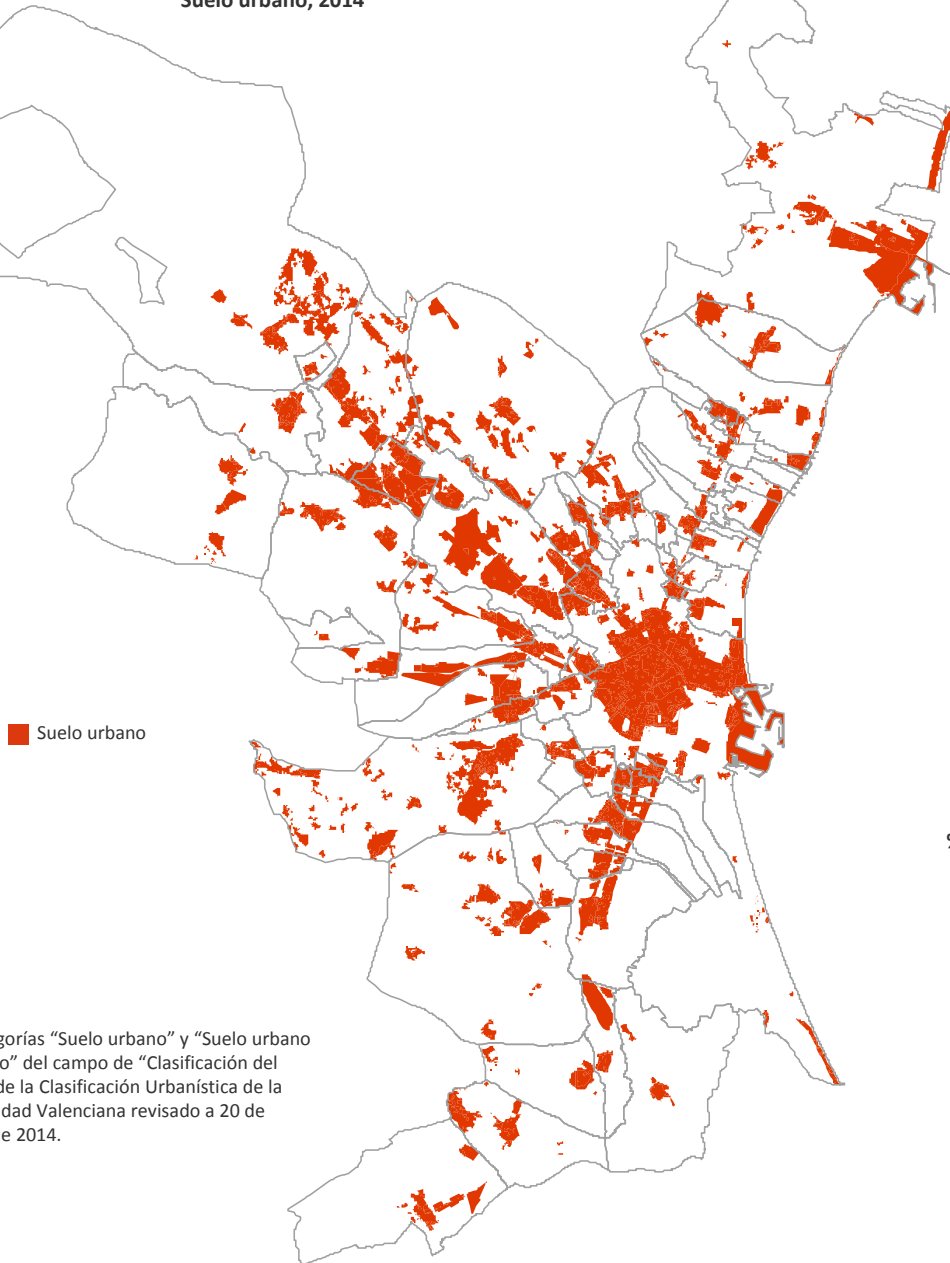 Suelo urbano, 2014
Suelo urbano
gorías “Suelo urbano” y “Suelo urbano
o” del campo de “Clasificación del
de la Clasificación Urbanística de la
dad Valenciana revisado a 20 de
e 2014.
%